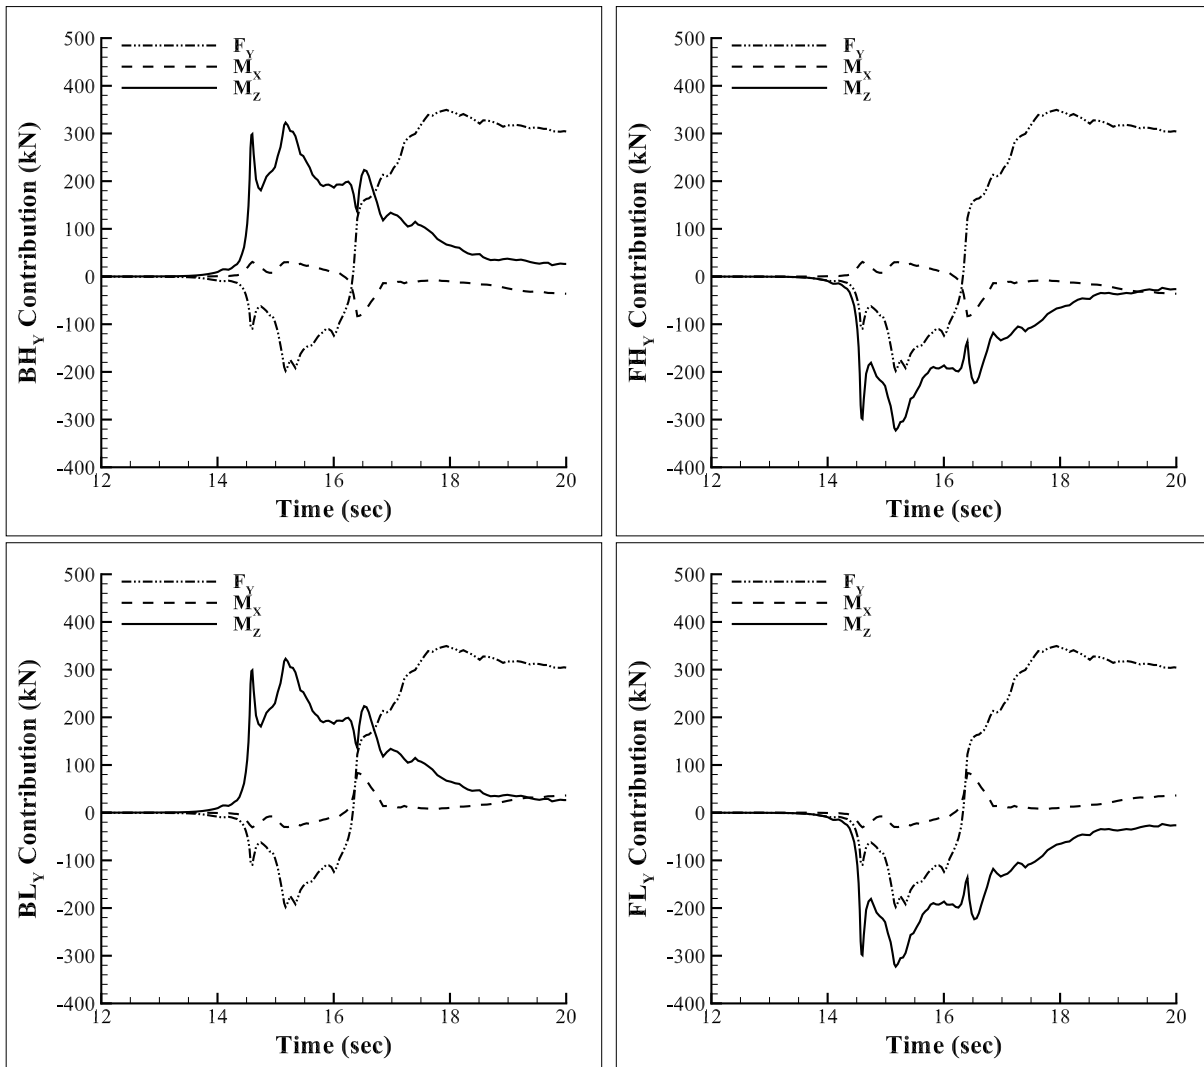 F_Y
M_X
M_Z
500
400
300
200
100
0
-100
-200
-300
-400
BH_Y Contribution (kN)
12 14 16 18 20
Time (sec)
F_Y
M_X
M_Z
500
400
300
200
100
0
-100
-200
-300
-400
FH_Y Contribution (kN)
12 14 16 18 20
Time (sec)
F_Y
M_X
M_Z
500
400
300
200
100
0
-100
-200
-300
-400
BL_Y Contribution (kN)
12 14 16 18 20
Time (sec)
F_Y
M_X
M_Z
500
400
300
200
100
0
-100
-200
-300
-400
FL_Y Contribution (kN)
12 14 16 18 20
Time (sec)